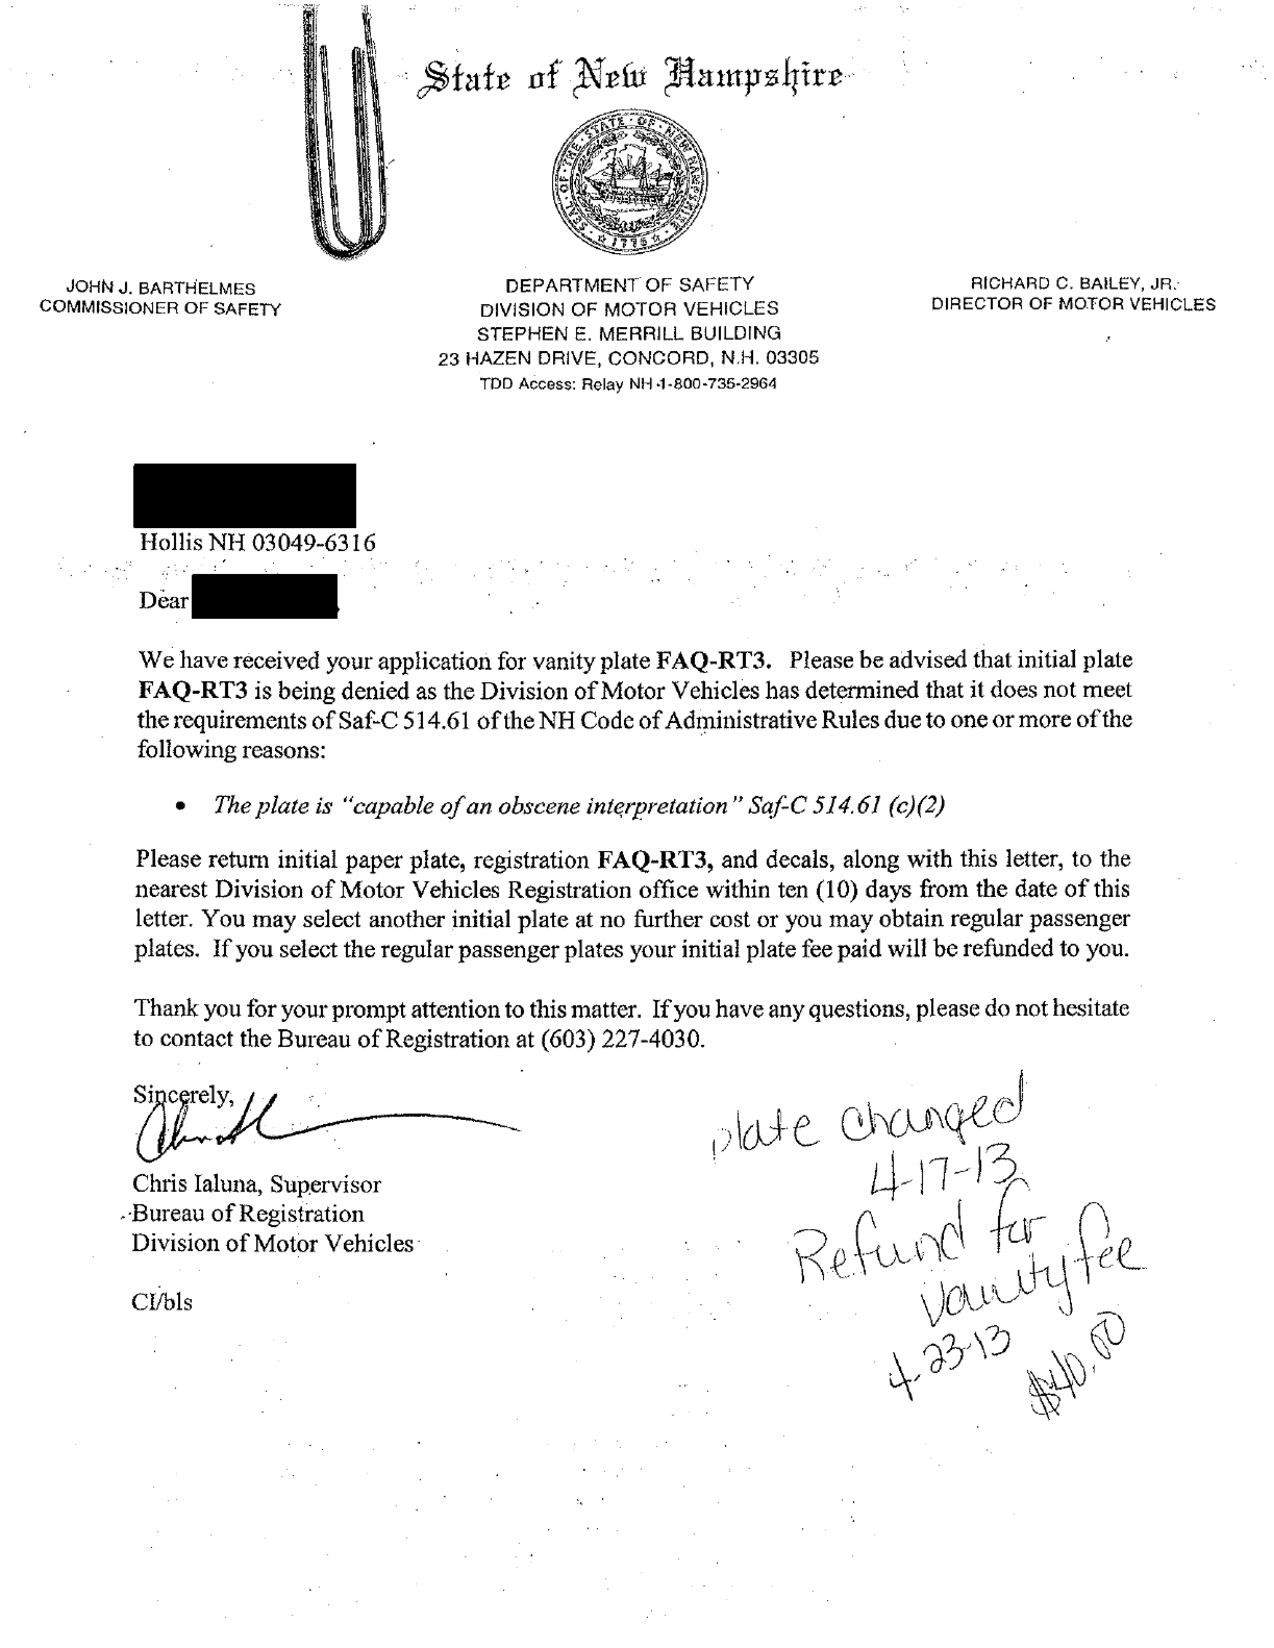 State of New Hampshire
SEAL · OF · THE · STATE · OF · NEW HAMPSHIRE
1776
JOHN J. BARTHELMES
COMMISSIONER OF SAFETY
DEPARTMENT OF SAFETY
DIVISION OF MOTOR VEHICLES
STEPHEN E. MERRILL BUILDING
23 HAZEN DRIVE, CONCORD, N.H. 03305
TDD Access: Relay NH 1-800-735-2964
RICHARD C. BAILEY, JR.
DIRECTOR OF MOTOR VEHICLES
Hollis NH 03049-6316
Dear
We have received your application for vanity plate FAQ-RT3. Please be advised that initial plate
FAQ-RT3 is being denied as the Division of Motor Vehicles has determined that it does not meet
the requirements of Saf-C 514.61 of the NH Code of Administrative Rules due to one or more of the
following reasons:
• The plate is “capable of an obscene interpretation” Saf-C 514.61 (c)(2)
Please return initial paper plate, registration FAQ-RT3, and decals, along with this letter, to the
nearest Division of Motor Vehicles Registration office within ten (10) days from the date of this
letter. You may select another initial plate at no further cost or you may obtain regular passenger
plates. If you select the regular passenger plates your initial plate fee paid will be refunded to you.
Thank you for your prompt attention to this matter. If you have any questions, please do not hesitate
to contact the Bureau of Registration at (603) 227-4030.
Sincerely,
Chris Ialuna, Supervisor
Bureau of Registration
Division of Motor Vehicles
CI/bls
plate changed
4-17-13
Refund for
Vanity fee
4-23-13
$40.00